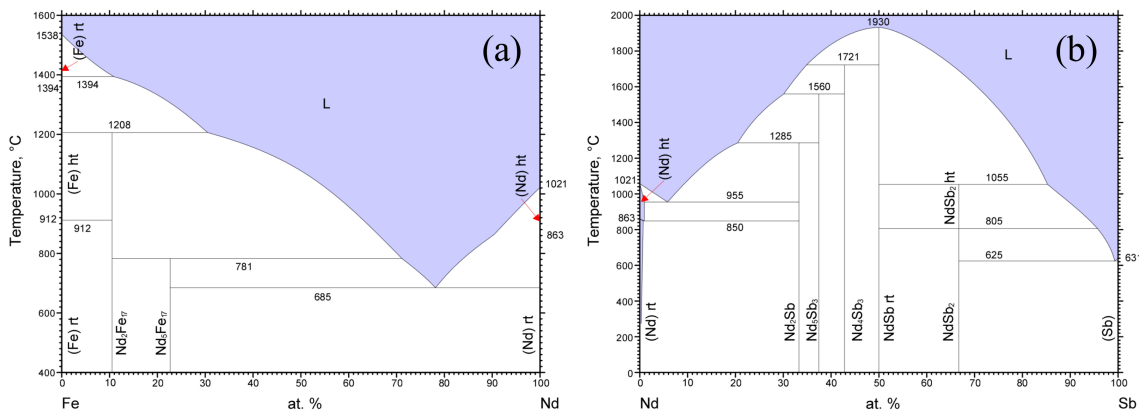 (a)
1600
1538
1400
1394
1200
1000
912
800
600
400
Temperature, °C
(Fe) rt
1394
L
1208
(Fe) ht
912
(Nd) ht
1021
863
781
685
(Fe) rt
Nd₂Fe₁₇
Nd₅Fe₁₇
(Nd) rt
0 10 20 30 40 50 60 70 80 90 100
Fe at. % Nd
(b)
2000
1800
1600
1400
1200
1021
1000
863
800
600
400
200
0
Temperature, °C
1930
L
1721
1560
1285
(Nd) ht
NdSb₂ ht
1055
955
850
805
625
631
(Nd) rt
Nd₂Sb
Nd₅Sb₃
Nd₄Sb₃
NdSb rt
NdSb₂
(Sb)
0 10 20 30 40 50 60 70 80 90 100
Nd at. % Sb